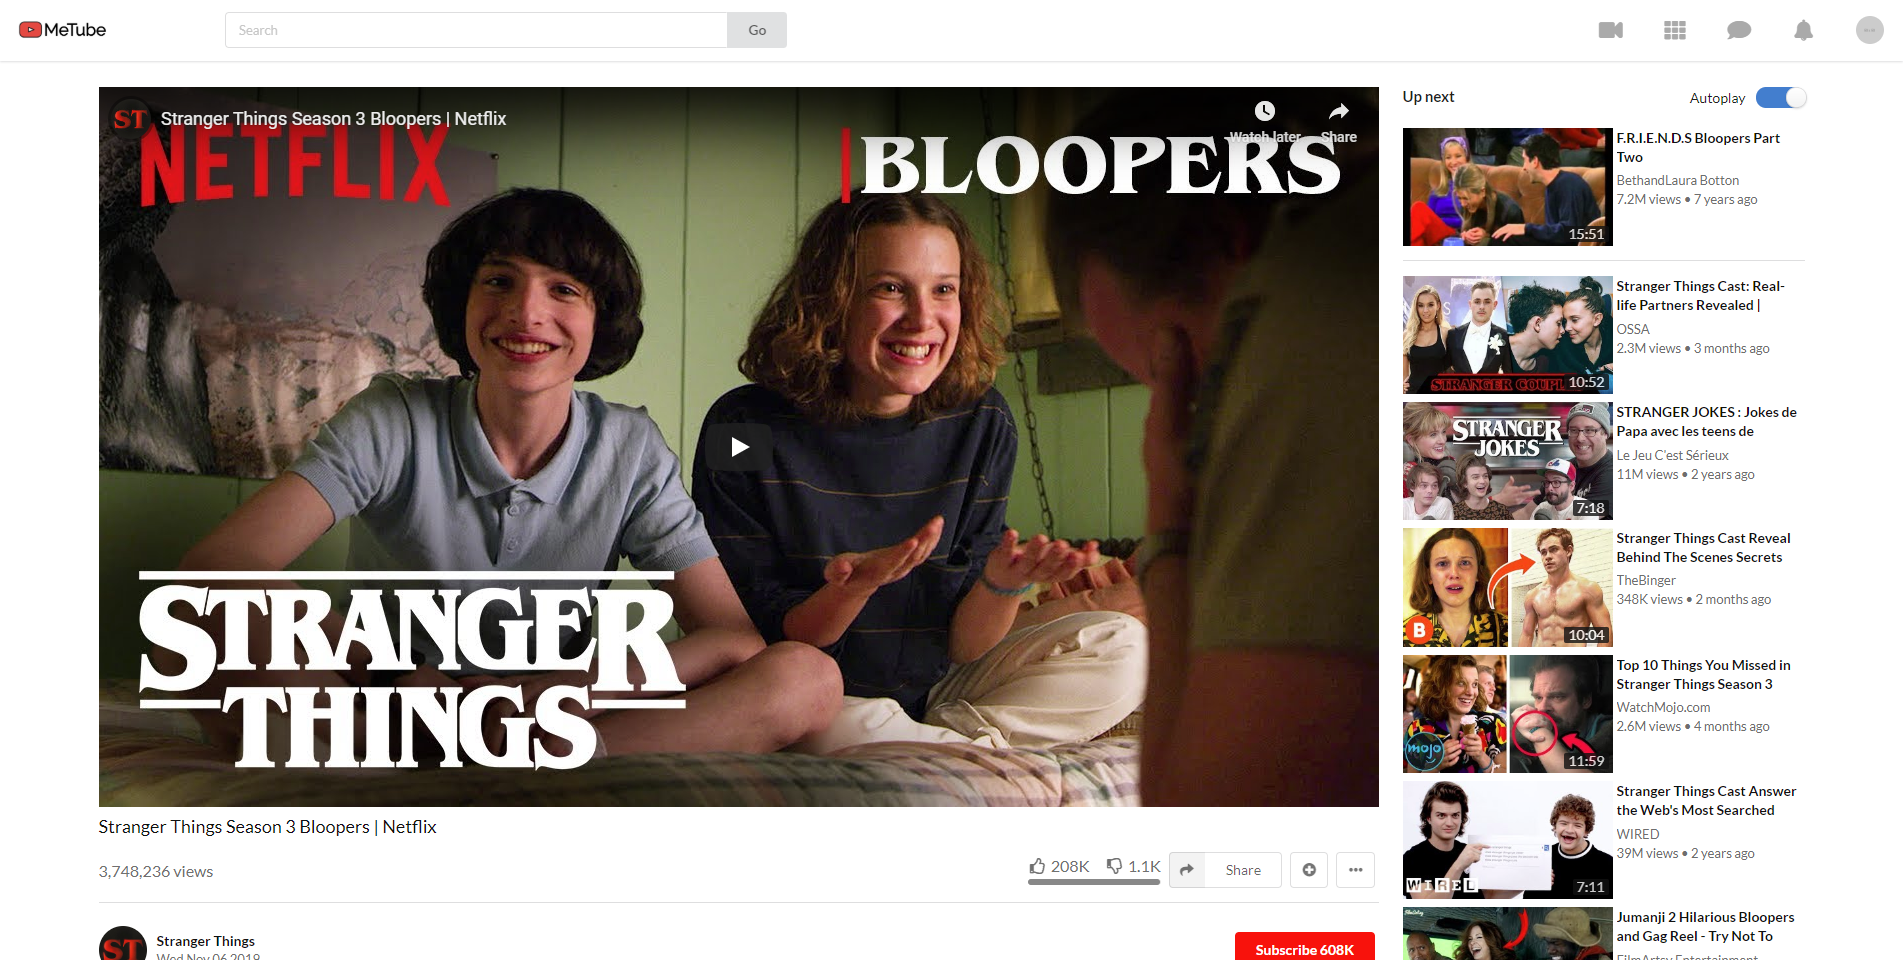 MeTube
Search
Go
ST
Stranger Things Season 3 Bloopers | Netflix
Watch later
Share
NETFLIX
BLOOPERS
STRANGER
THINGS
Stranger Things Season 3 Bloopers | Netflix
3,748,236 views
208K
1.1K
Share
ST
Stranger Things
Wed Nov 06 2019
Subscribe 608K
Up next
Autoplay
15:51
F.R.I.E.N.D.S Bloopers Part
Two
BethandLaura Botton
7.2M views • 7 years ago
STRANGER COUPL
10:52
Stranger Things Cast: Real-
life Partners Revealed |
OSSA
2.3M views • 3 months ago
STRANGER
JOKES
7:18
STRANGER JOKES : Jokes de
Papa avec les teens de
Le Jeu C'est Sérieux
11M views • 2 years ago
B
10:04
Stranger Things Cast Reveal
Behind The Scenes Secrets
TheBinger
348K views • 2 months ago
mojo
11:59
Top 10 Things You Missed in
Stranger Things Season 3
WatchMojo.com
2.6M views • 4 months ago
WIRED
7:11
Stranger Things Cast Answer
the Web's Most Searched
WIRED
39M views • 2 years ago
Jumanji 2 Hilarious Bloopers
and Gag Reel - Try Not To
FilmArtsy Entertainment